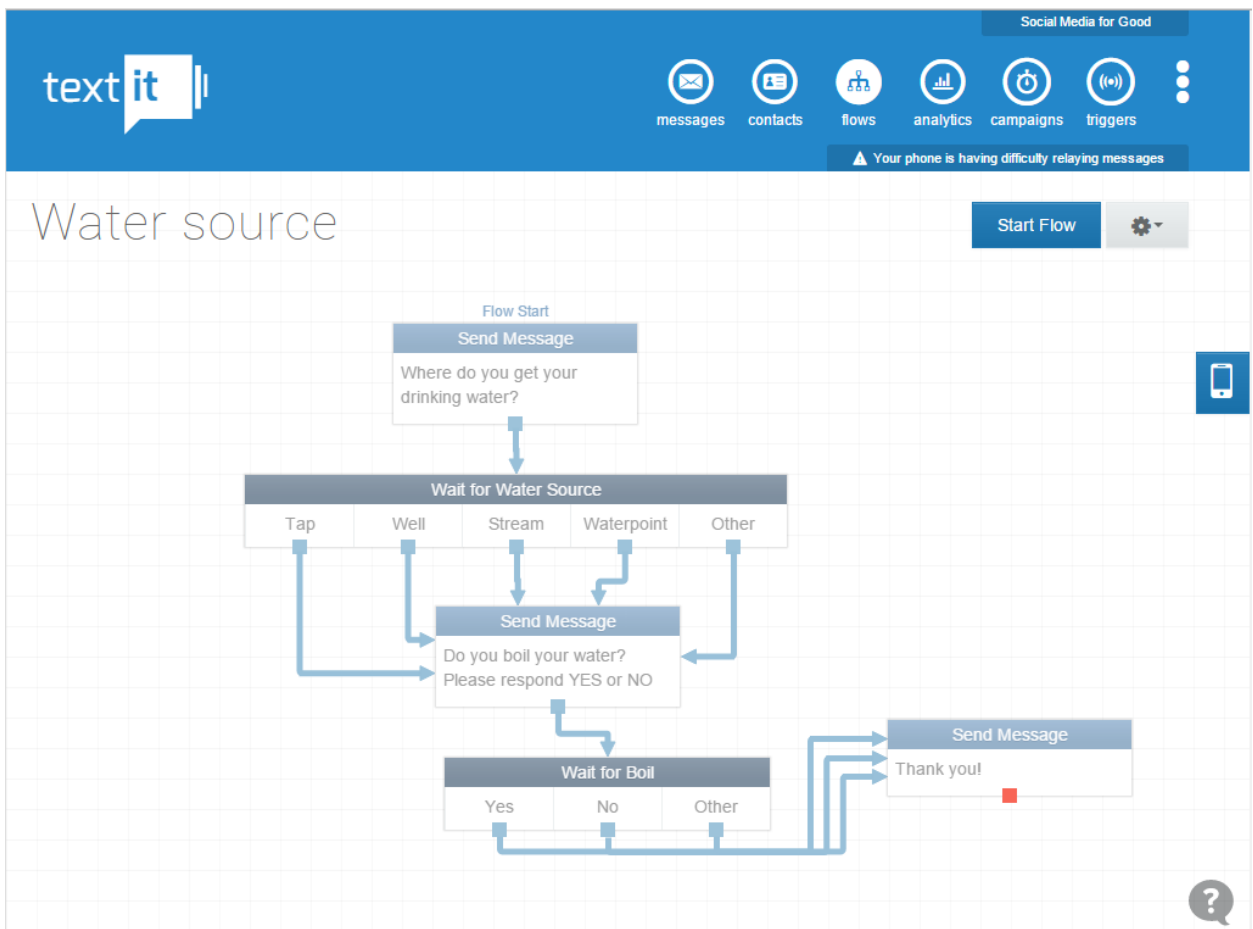 Social Media for Good
text it
messages contacts flows analytics campaigns triggers
Your phone is having difficulty relaying messages
Water source
Start Flow
Flow Start
Send Message
Where do you get your
drinking water?
Wait for Water Source
Tap Well Stream Waterpoint Other
Send Message
Do you boil your water?
Please respond YES or NO
Send Message
Thank you!
Wait for Boil
Yes No Other
?